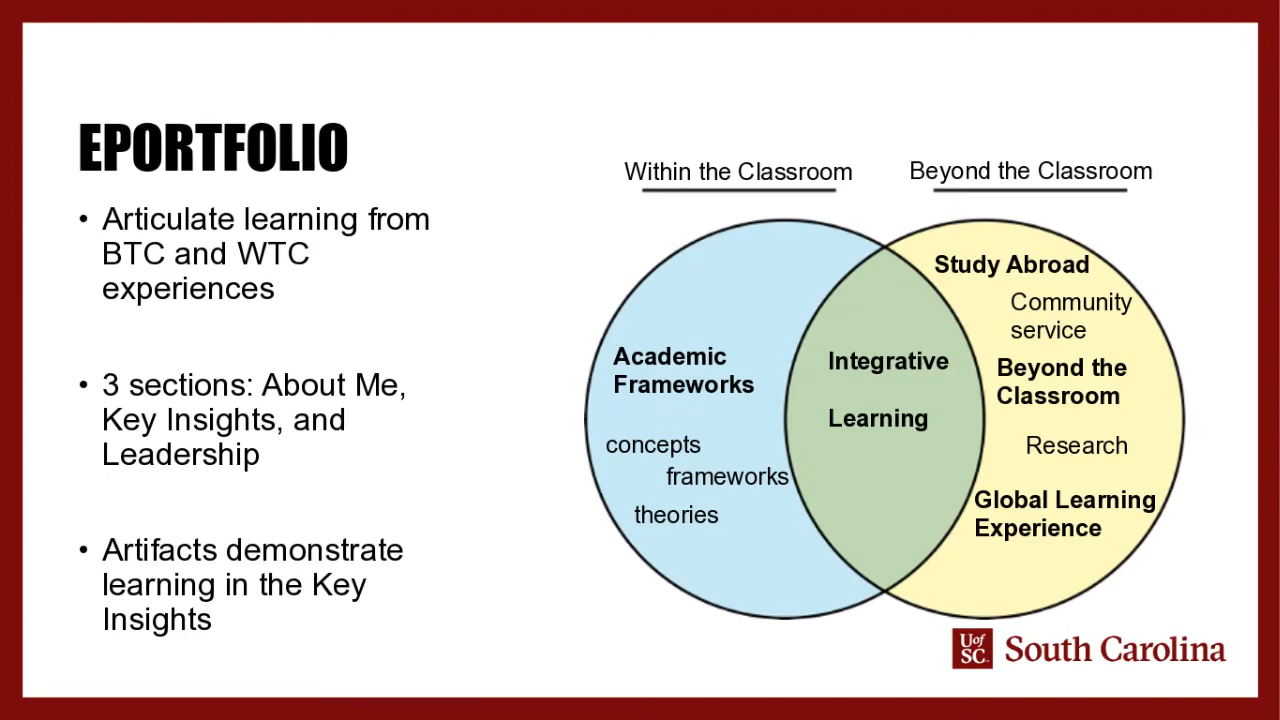 EPORTFOLIO
• Articulate learning from
BTC and WTC
experiences
• 3 sections: About Me,
Key Insights, and
Leadership
• Artifacts demonstrate
learning in the Key
Insights
Within the Classroom
Beyond the Classroom
Academic
Frameworks
concepts
frameworks
theories
Integrative
Learning
Study Abroad
Community
service
Beyond the
Classroom
Research
Global Learning
Experience
UofSC
South Carolina